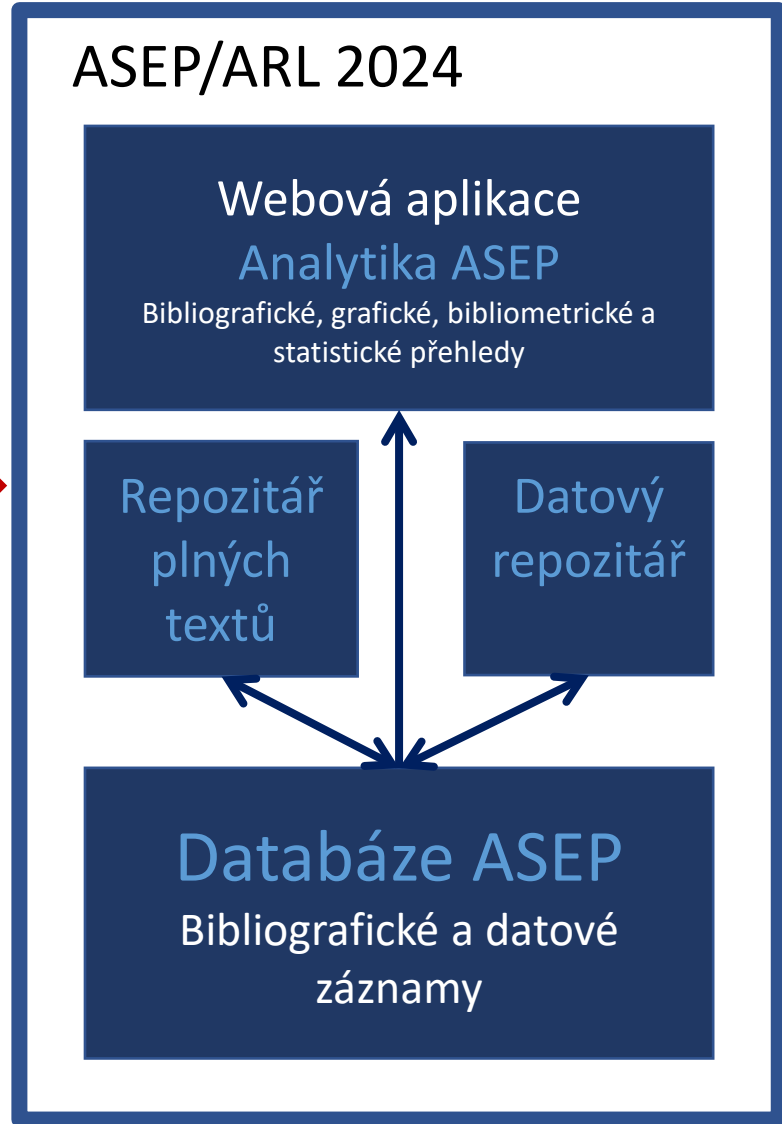 ASEP/ARL 2024
Webová aplikace
Analytika ASEP
Bibliografické, grafické, bibliometrické a
statistické přehledy
Repozitář
plných
textů
Datový
repozitář
Databáze ASEP
Bibliografické a datové
záznamy